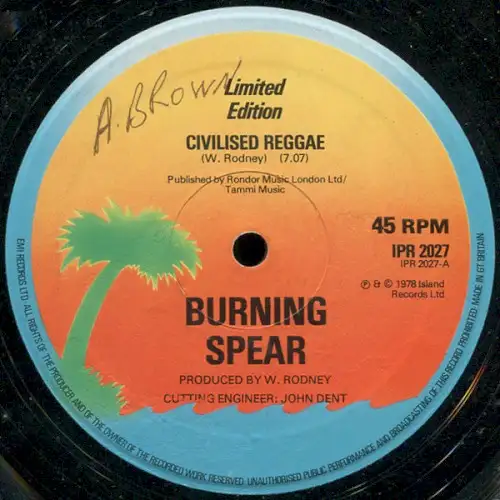 A. BROWN
Limited
Edition
CIVILISED REGGAE
(W. Rodney) (7.07)
Published by Rondor Music London Ltd/
Tammi Music
45 RPM
IPR 2027
IPR 2027-A
℗ & © 1978 Island
Records Ltd.
BURNING
SPEAR
PRODUCED BY W. RODNEY
CUTTING ENGINEER: JOHN DENT
EMI RECORDS LTD. ALL RIGHTS OF THE PRODUCER AND OF THE OWNER OF THE RECORDED WORK RESERVED. UNAUTHORISED PUBLIC PERFORMANCE AND BROADCASTING OF THIS RECORD PROHIBITED. MADE IN GT BRITAIN